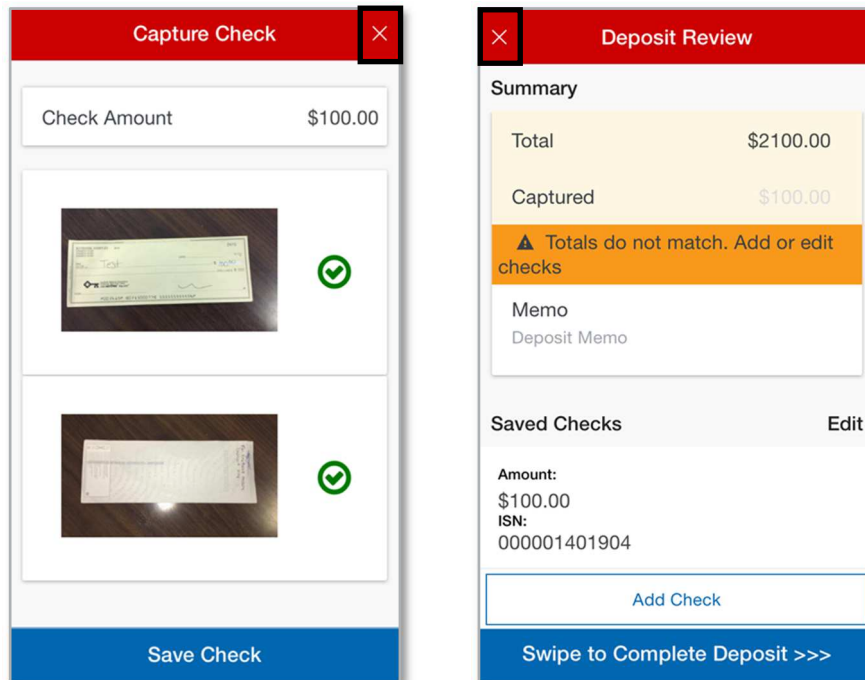 Capture Check
Check Amount $100.00
Test
Save Check
Deposit Review
Summary
Total $2100.00
Captured $100.00
Totals do not match. Add or edit
checks
Memo
Deposit Memo
Saved Checks Edit
Amount:
$100.00
ISN:
000001401904
Add Check
Swipe to Complete Deposit >>>